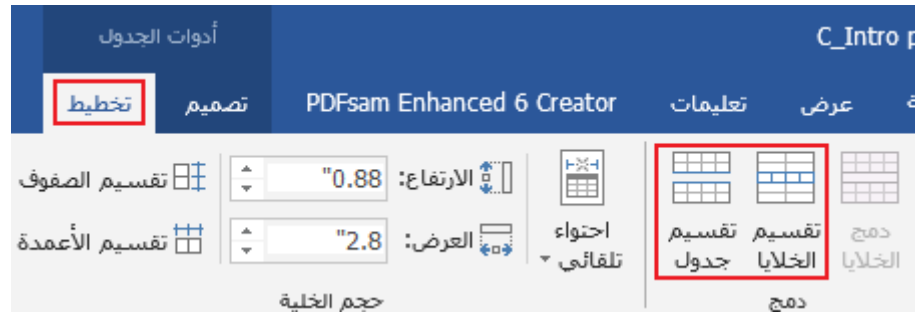 C_Intro p
أدوات الجدول
عرض
تعليمات
PDFsam Enhanced 6 Creator
تصميم
تخطيط
دمج الخلايا
تقسيم الخلايا
تقسيم جدول
دمج
احتواء تلقائي
الارتفاع: 0.88"
العرض: 2.8"
تقسيم الصفوف
تقسيم الأعمدة
حجم الخلية